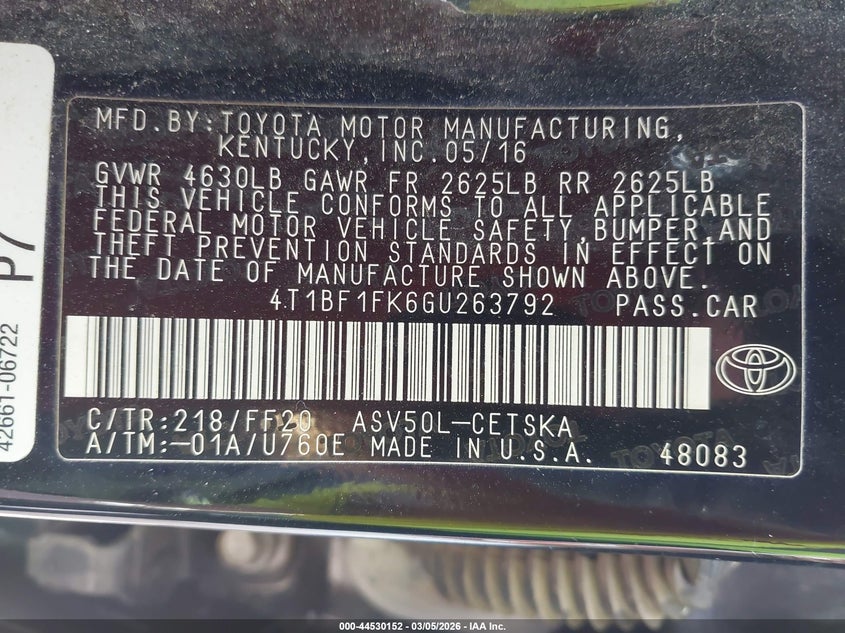 P7
42661-06722
MFD.BY:TOYOTA MOTOR MANUFACTURING,
KENTUCKY,INC.05/16
GVWR 4630LB GAWR FR 2625LB RR 2625LB
THIS VEHICLE CONFORMS TO ALL APPLICABLE
FEDERAL MOTOR VEHICLE SAFETY,BUMPER,AND
THEFT PREVENTION STANDARDS IN EFFECT ON
THE DATE OF MANUFACTURE SHOWN ABOVE.
4T1BF1FK6GU263792 PASS.CAR
C/TR:218/FF20 ASV50L-CETSKA
A/TM:-01A/U760E MADE IN U.S.A. 48083
000-44530152 — 03/05/2026 — IAA Inc.